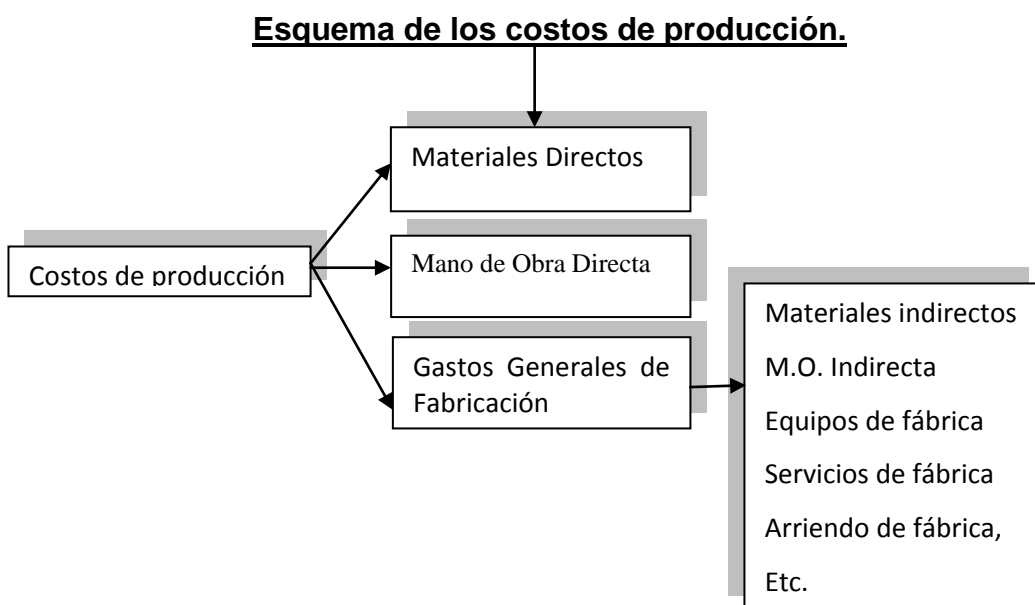 Esquema de los costos de producción.
Materiales Directos
Costos de producción
Mano de Obra Directa
Gastos Generales de
Fabricación
Materiales indirectos
M.O. Indirecta
Equipos de fábrica
Servicios de fábrica
Arriendo de fábrica,
Etc.